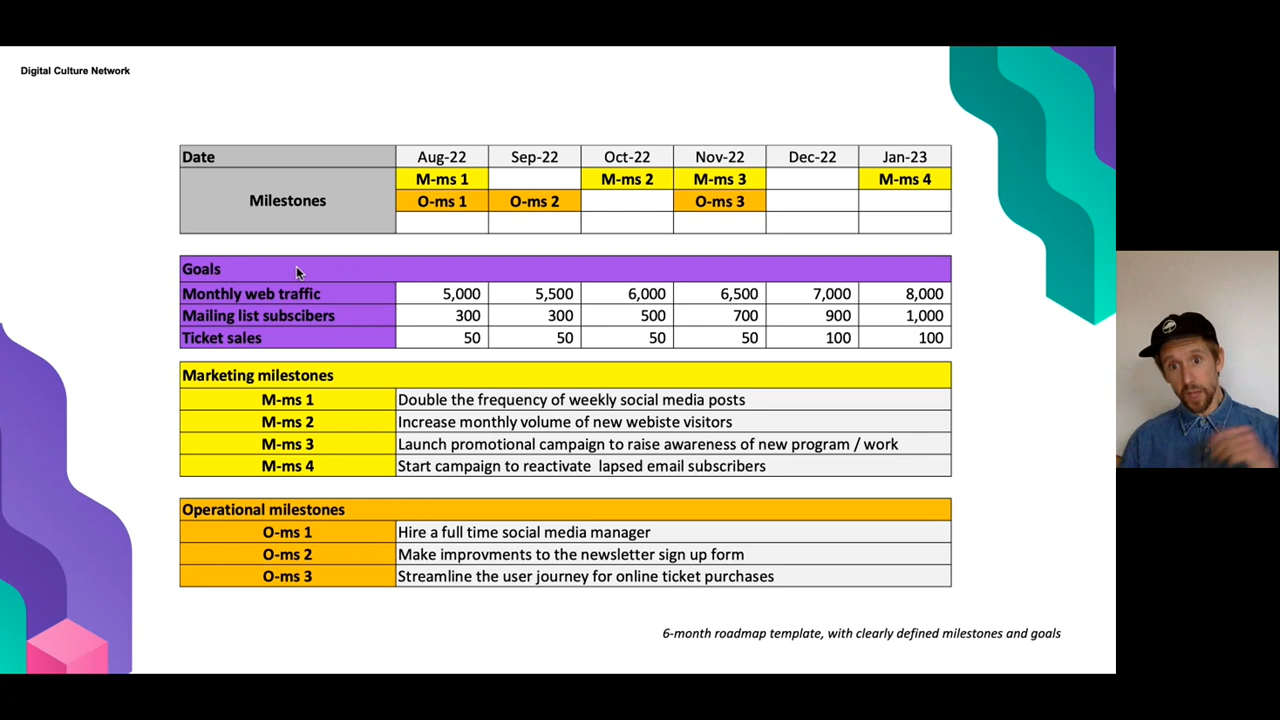 Digital Culture Network
Date Aug-22 Sep-22 Oct-22 Nov-22 Dec-22 Jan-23
M-ms 1 M-ms 2 M-ms 3 M-ms 4
Milestones O-ms 1 O-ms 2 O-ms 3
Goals
Monthly web traffic 5,000 5,500 6,000 6,500 7,000 8,000
Mailing list subscibers 300 300 500 700 900 1,000
Ticket sales 50 50 50 50 100 100
Marketing milestones
M-ms 1 Double the frequency of weekly social media posts
M-ms 2 Increase monthly volume of new webiste visitors
M-ms 3 Launch promotional campaign to raise awareness of new program / work
M-ms 4 Start campaign to reactivate lapsed email subscribers
Operational milestones
O-ms 1 Hire a full time social media manager
O-ms 2 Make improvments to the newsletter sign up form
O-ms 3 Streamline the user journey for online ticket purchases
6-month roadmap template, with clearly defined milestones and goals